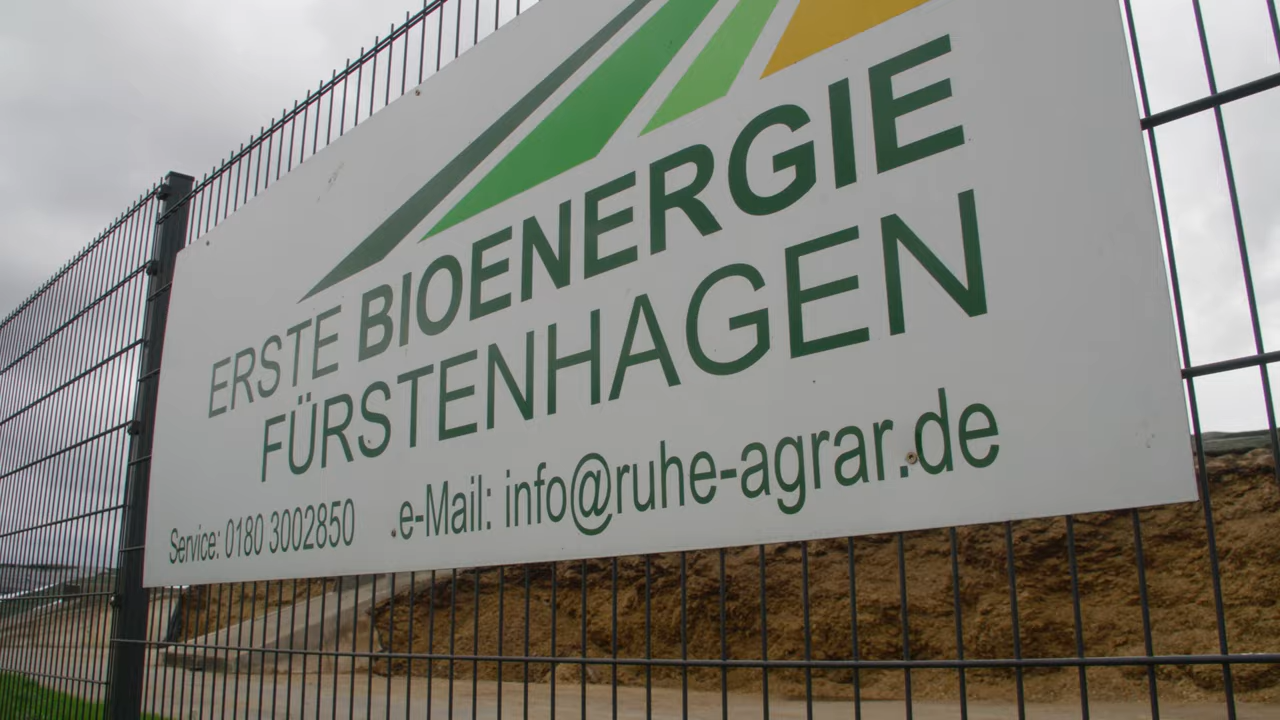 ERSTE BIOENERGIE
FÜRSTENHAGEN
Service: 0180 3002850 e-Mail: info@ruhe-agrar.de